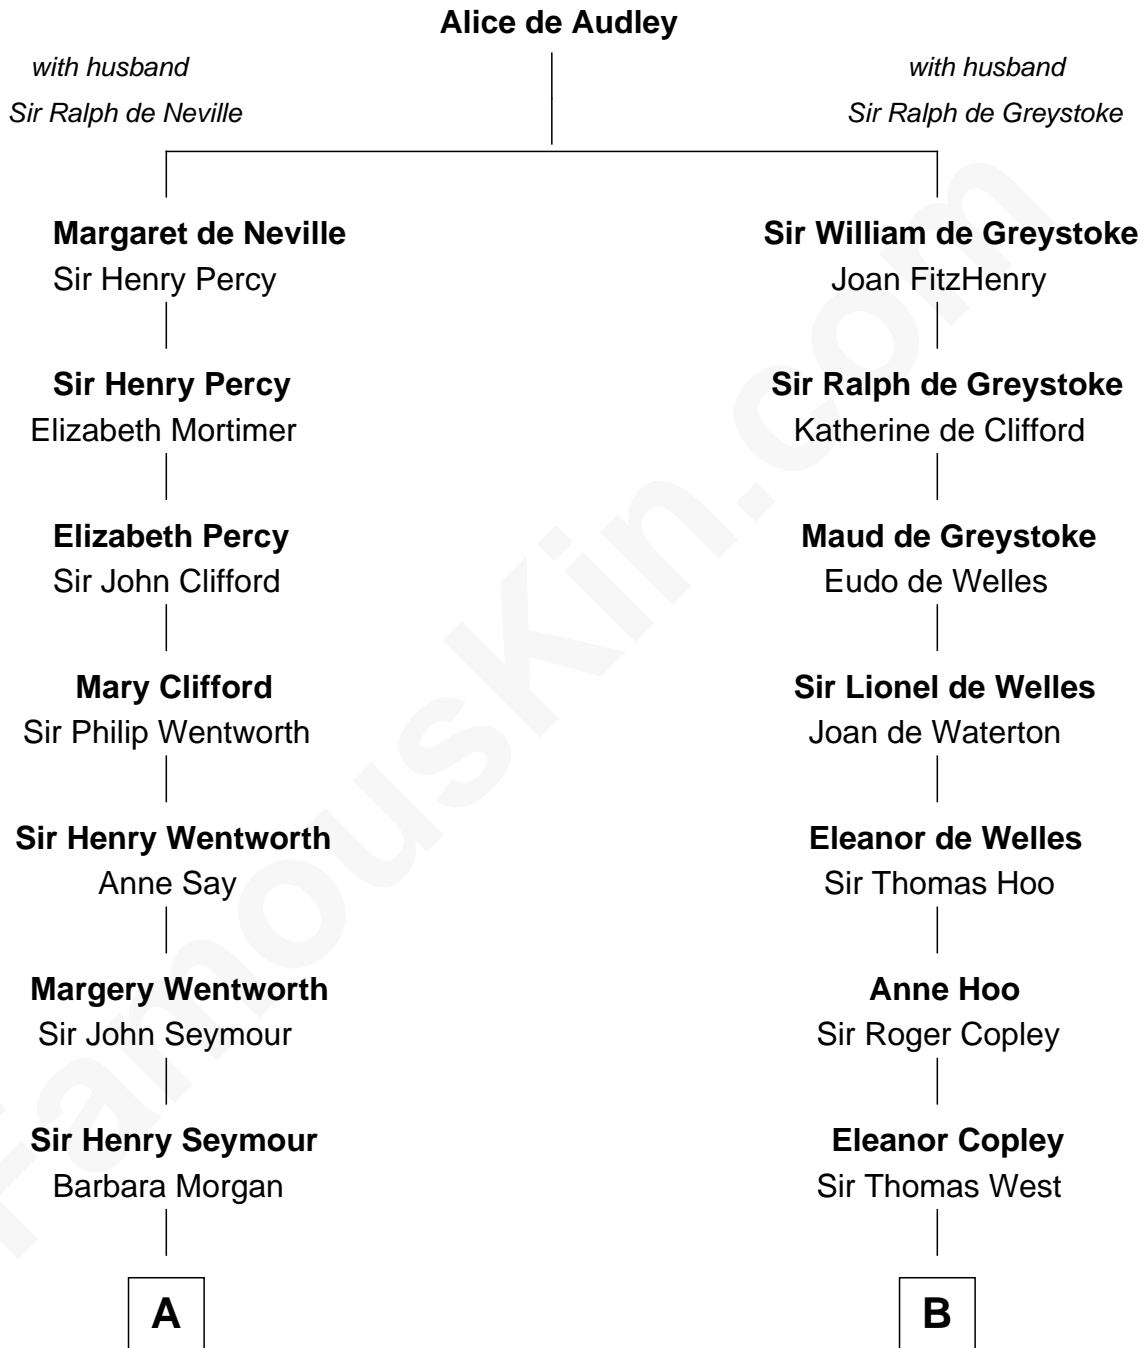 Alice de Audley
with husband
Sir Ralph de Neville
with husband
Sir Ralph de Greystoke
Margaret de Neville
Sir Henry Percy
Sir William de Greystoke
Joan FitzHenry
Sir Henry Percy
Elizabeth Mortimer
Sir Ralph de Greystoke
Katherine de Clifford
Elizabeth Percy
Sir John Clifford
Maud de Greystoke
Eudo de Welles
Mary Clifford
Sir Philip Wentworth
Sir Lionel de Welles
Joan de Waterton
Sir Henry Wentworth
Anne Say
Eleanor de Welles
Sir Thomas Hoo
Margery Wentworth
Sir John Seymour
Anne Hoo
Sir Roger Copley
Sir Henry Seymour
Barbara Morgan
Eleanor Copley
Sir Thomas West
A
B
FamousKin.com